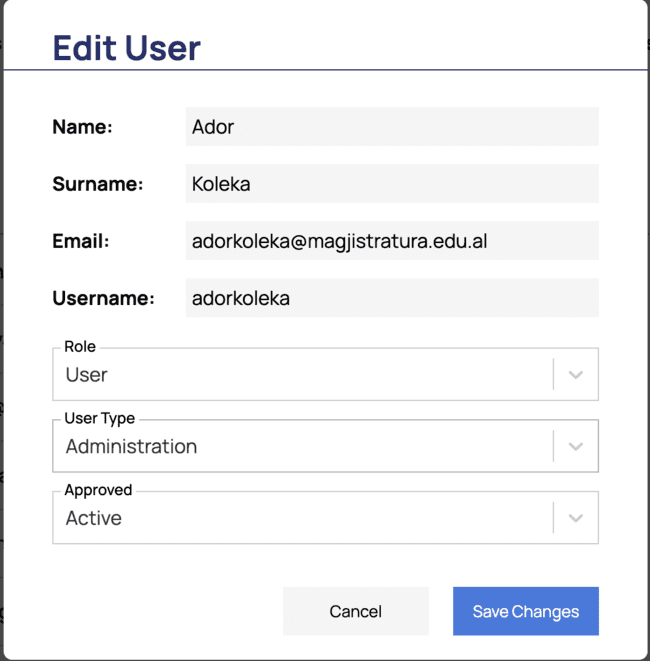 Edit User
Name: Ador
Surname: Koleka
Email: adorkoleka@magjistratura.edu.al
Username: adorkoleka
Role
User
User Type
Administration
Approved
Active
Cancel Save Changes